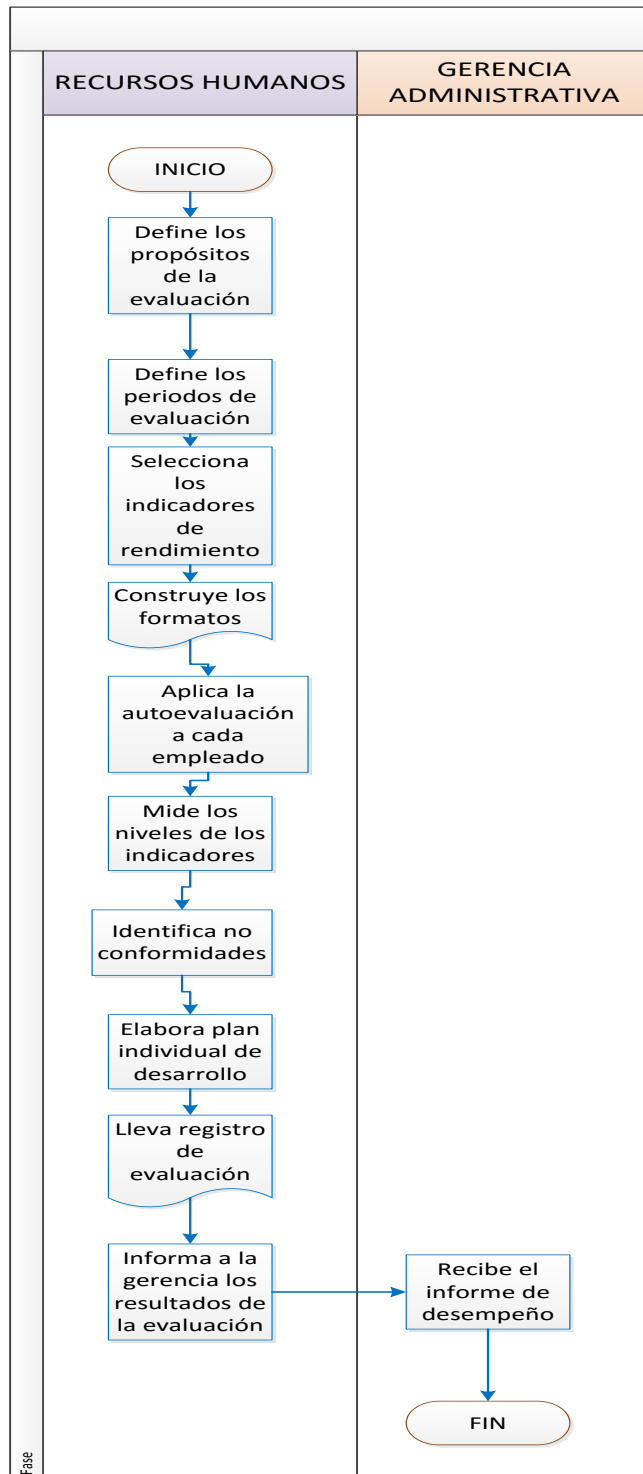 RECURSOS HUMANOS
GERENCIA
ADMINISTRATIVA
INICIO
Define los
propósitos
de la
evaluación
Define los
periodos de
evaluación
Selecciona
los
indicadores
de
rendimiento
Construye los
formatos
Aplica la
autoevaluación
a cada
empleado
Mide los
niveles de los
indicadores
Identifica no
conformidades
Elabora plan
individual de
desarrollo
Lleva registro
de
evaluación
Informa a la
gerencia los
resultados de
la evaluación
Recibe el
informe de
desempeño
FIN
Fase